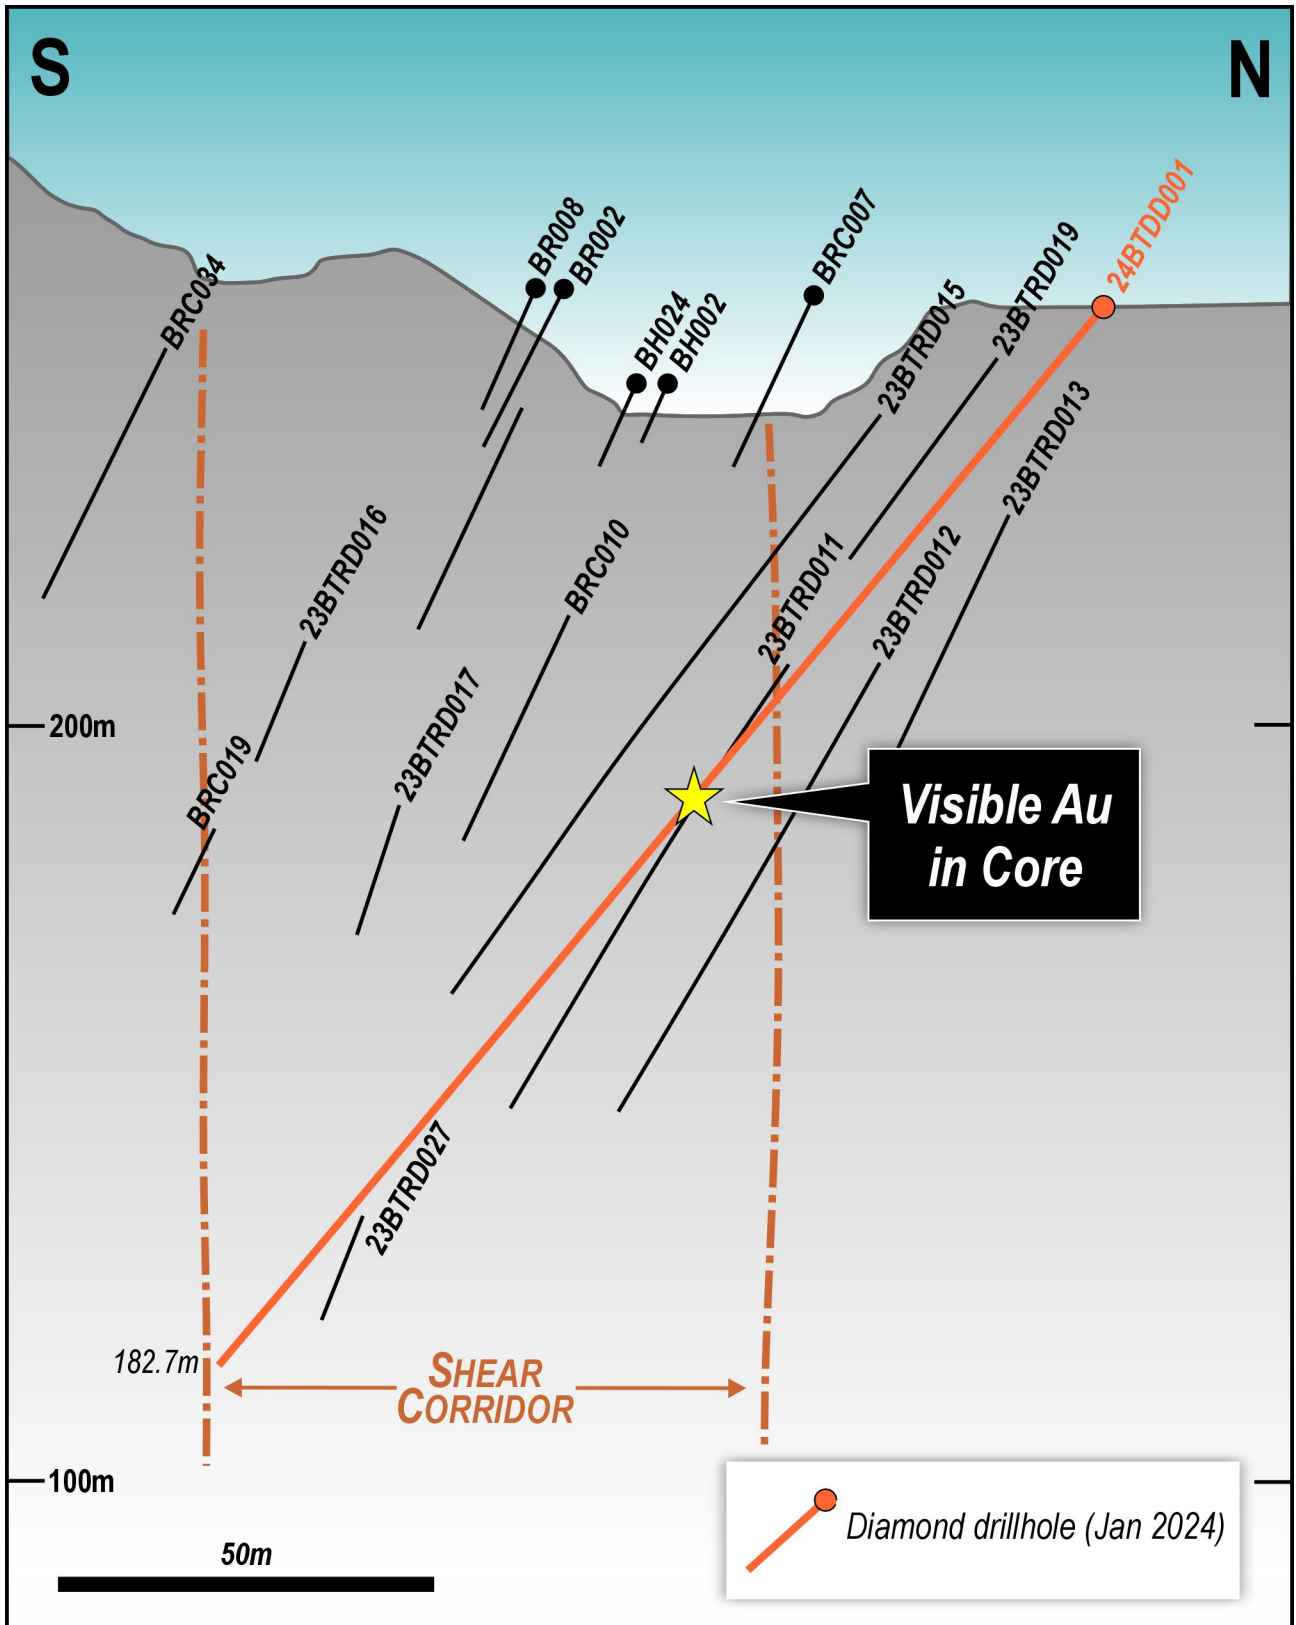 S
N
24BTDD001
BRC007
BR008
BR002
23BTRD019
BRC034
23BTRD015
BH024
BH002
23BTRD013
23BTRD016
BRC010
23BTRD011
23BTRD012
23BTRD017
200m
BRC019
Visible Au
in Core
23BTRD027
182.7m
SHEAR
CORRIDOR
100m
Diamond drillhole (Jan 2024)
50m